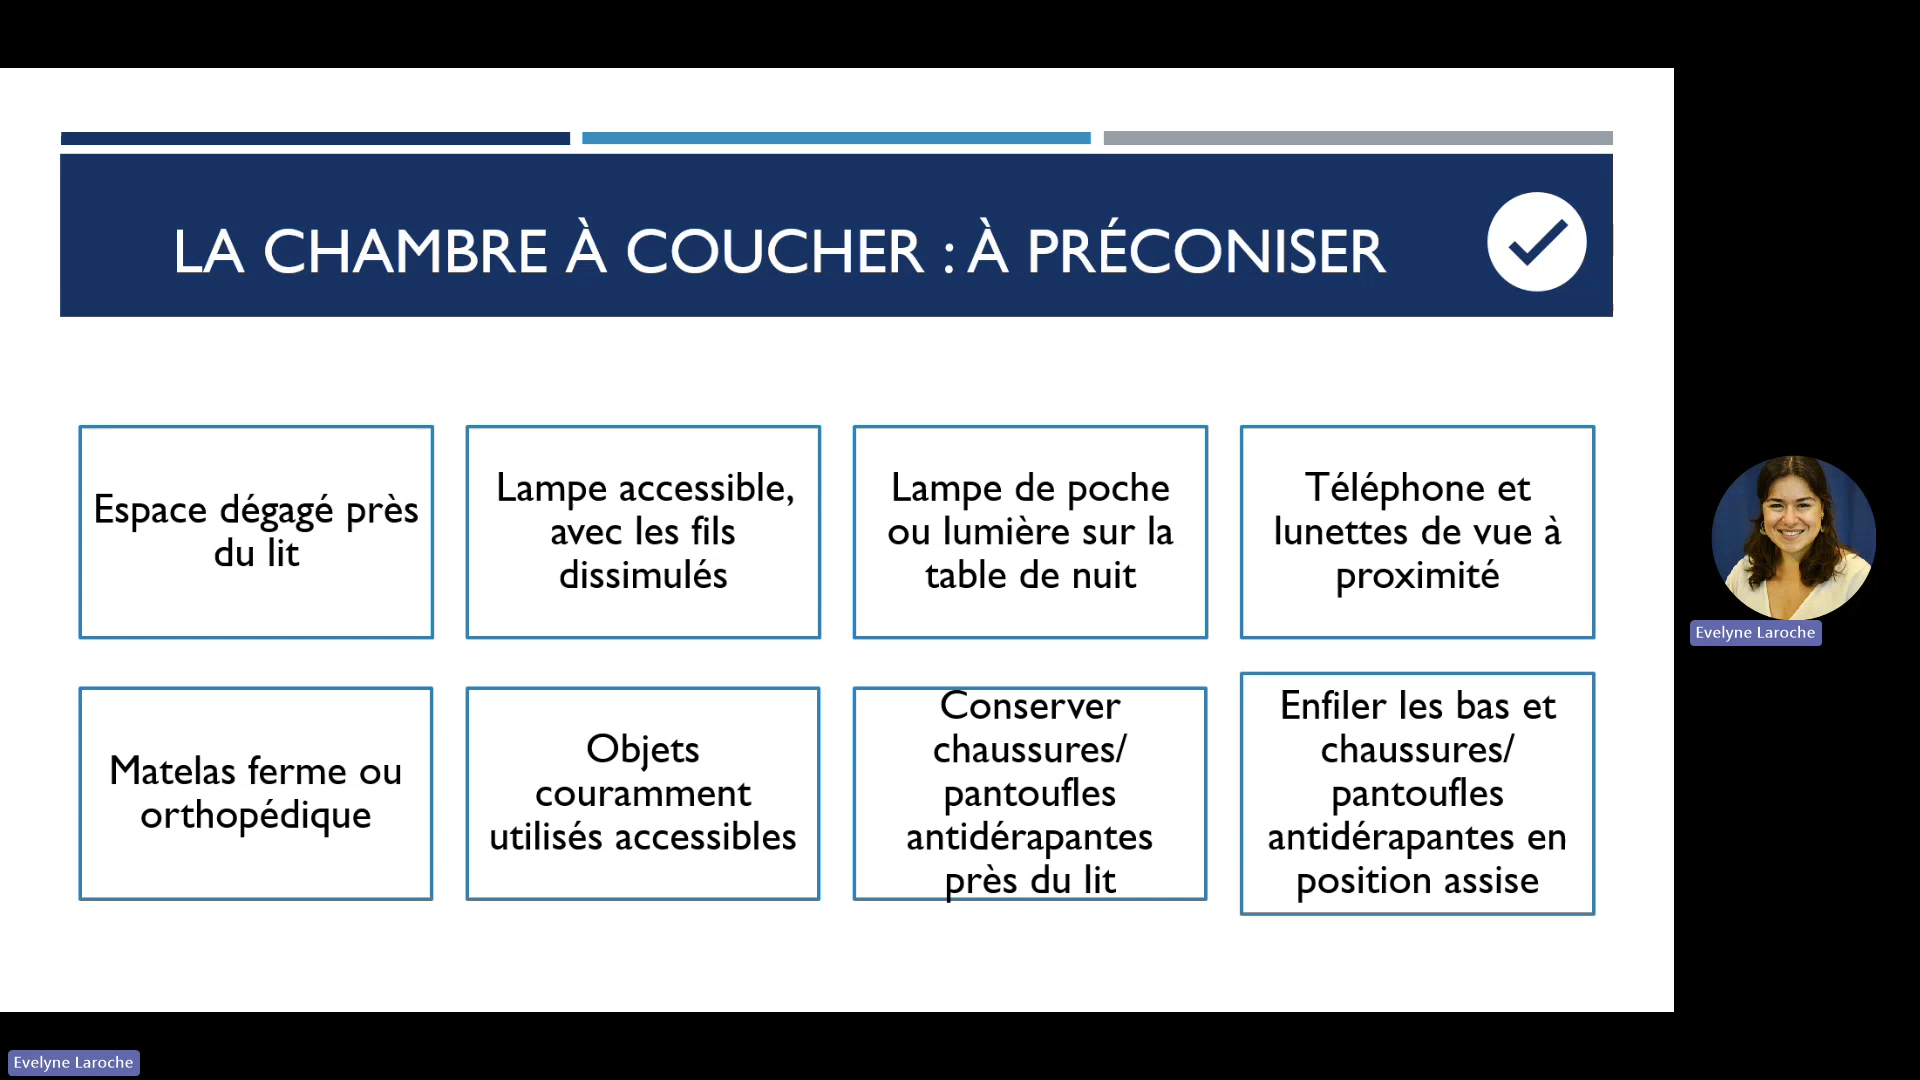 LA CHAMBRE À COUCHER : À PRÉCONISER
Espace dégagé près
du lit
Lampe accessible,
avec les fils
dissimulés
Lampe de poche
ou lumière sur la
table de nuit
Téléphone et
lunettes de vue à
proximité
Matelas ferme ou
orthopédique
Objets
couramment
utilisés accessibles
Conserver
chaussures/
pantoufles
antidérapantes
près du lit
Enfiler les bas et
chaussures/
pantoufles
antidérapantes en
position assise
Evelyne Laroche
Evelyne Laroche